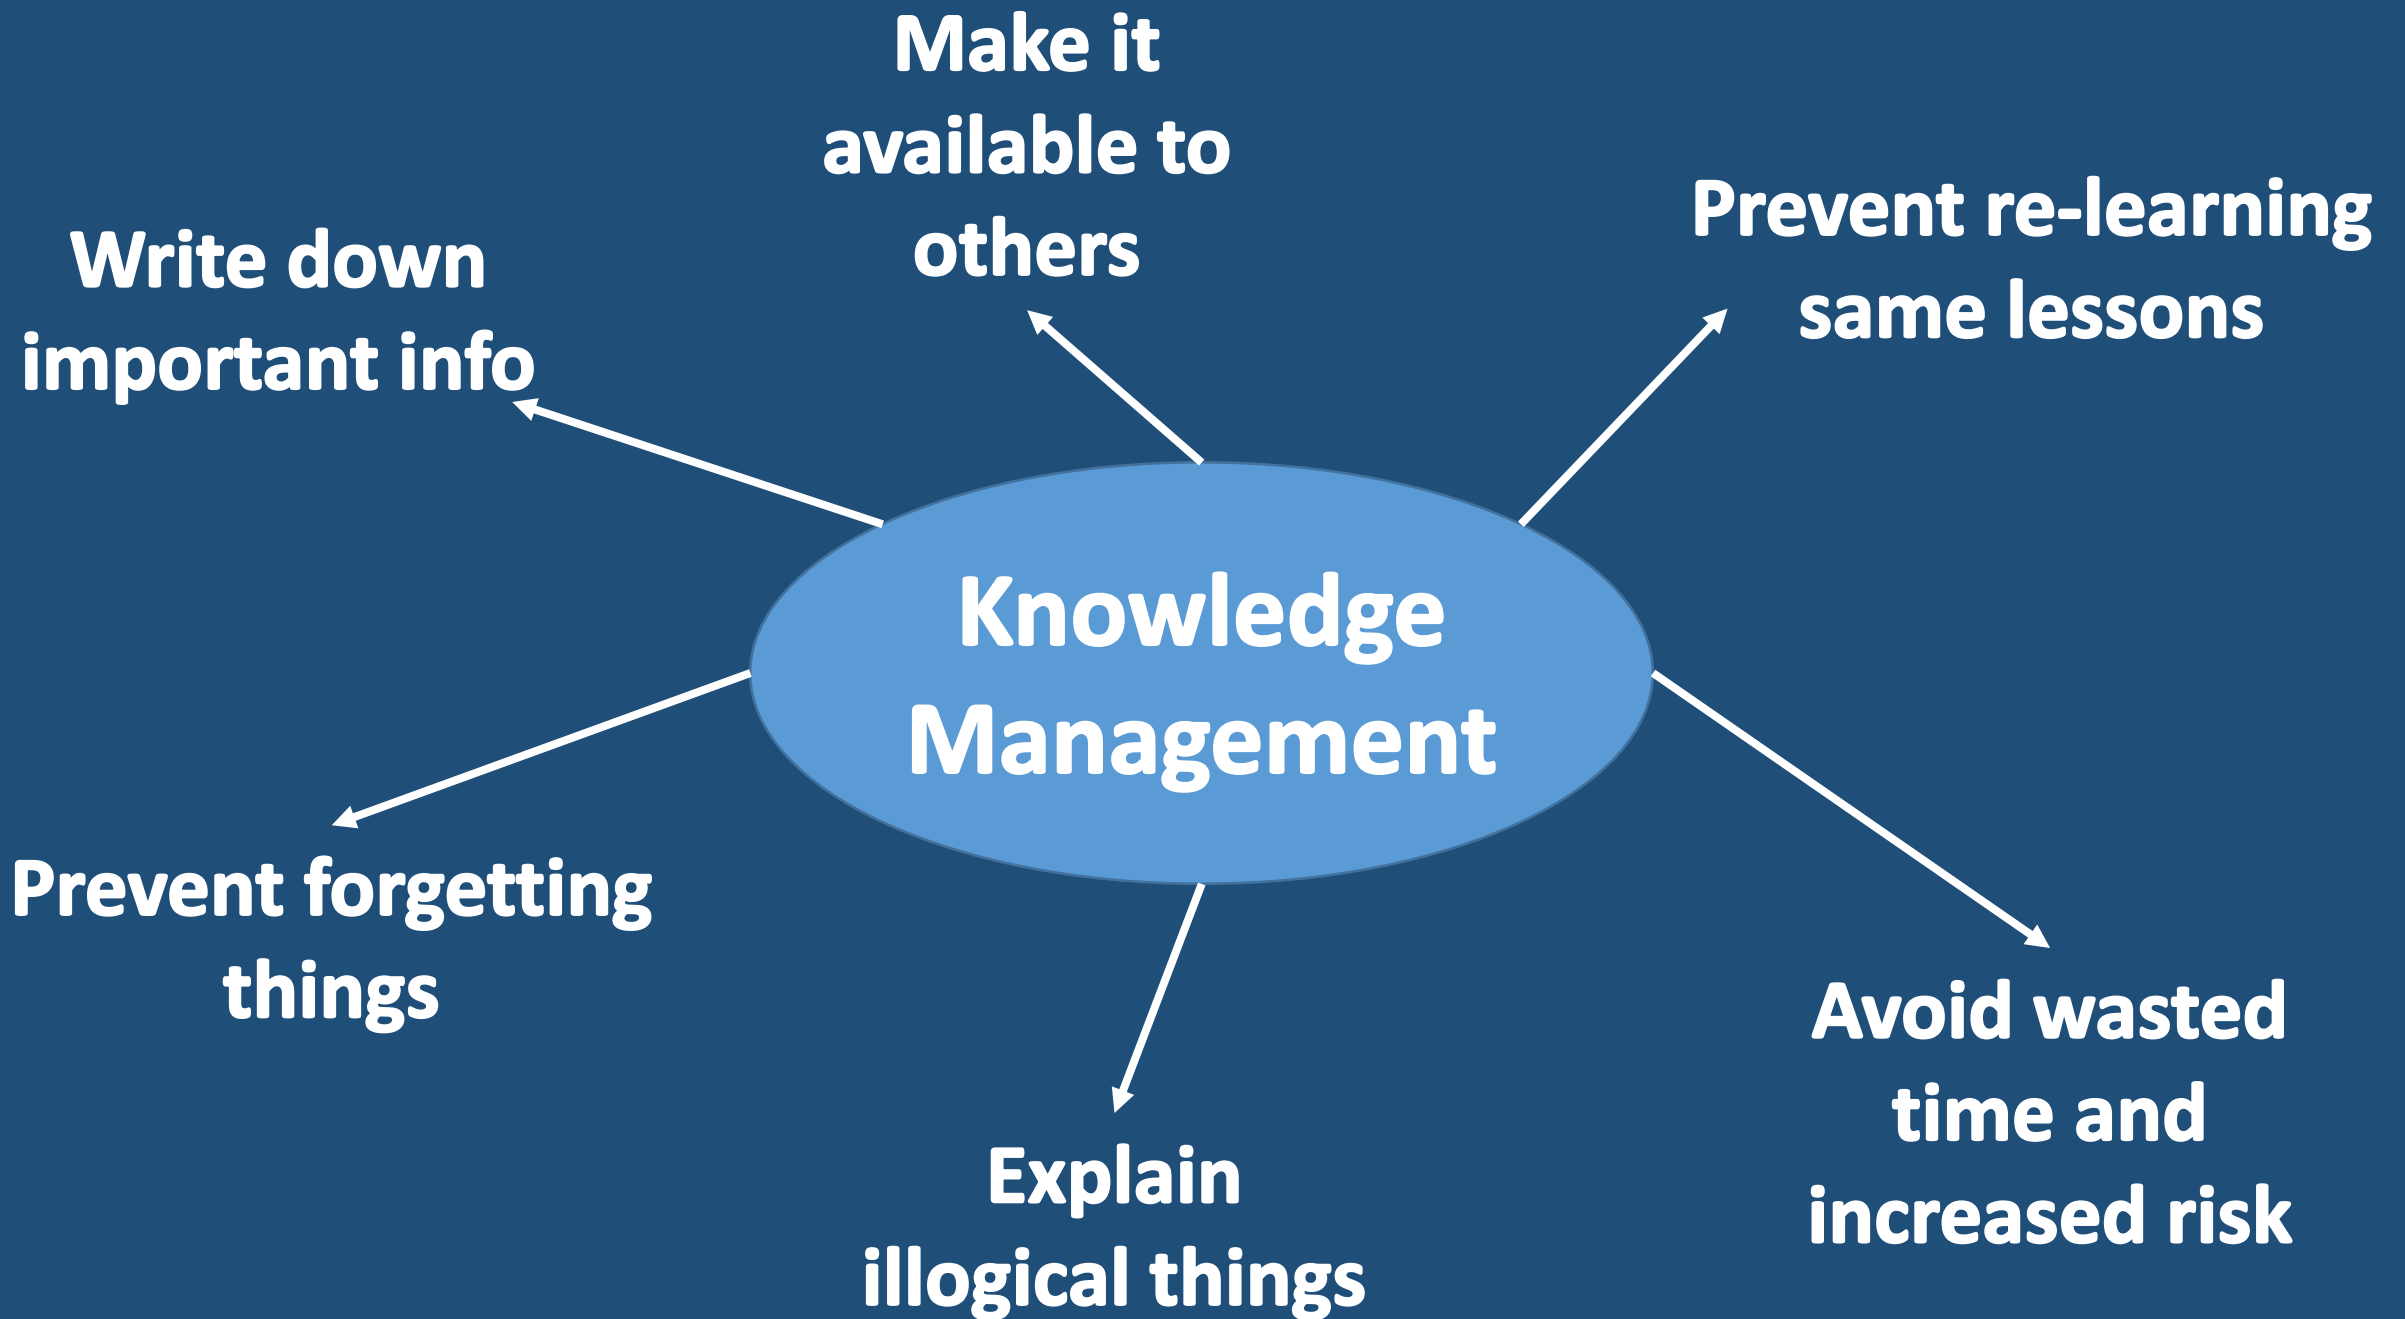 Make it
available to
others
Write down
important info
Prevent re-learning
same lessons
Knowledge
Management
Prevent forgetting
things
Explain
illogical things
Avoid wasted
time and
increased risk